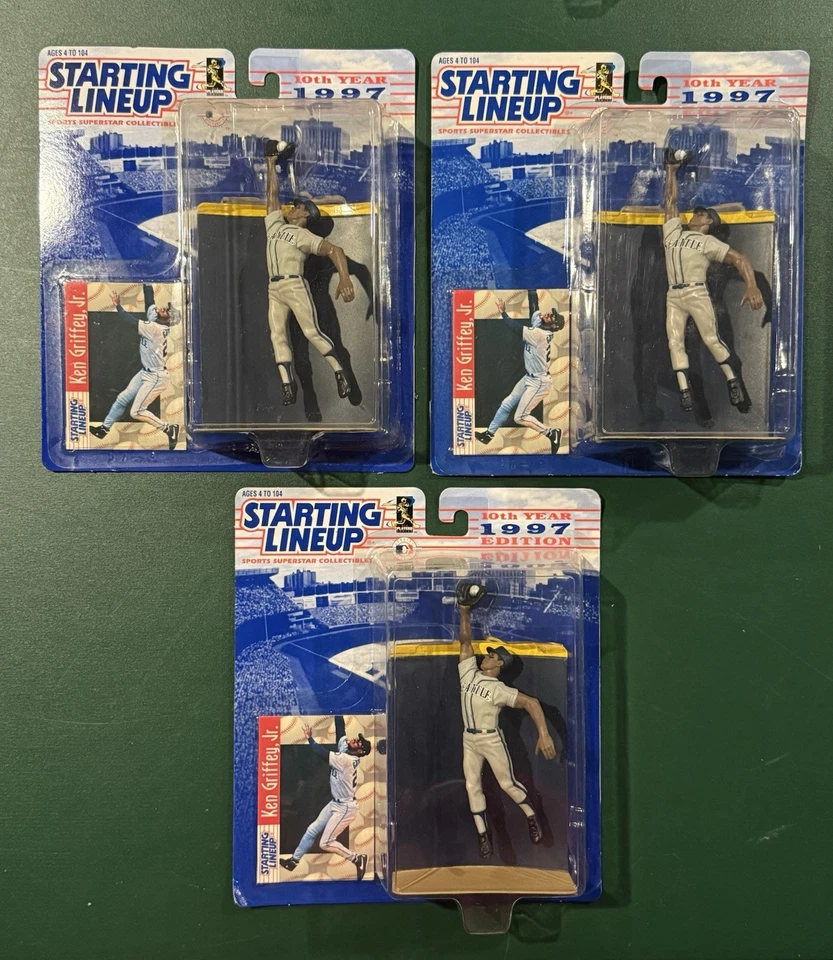 AGES 4 TO 104
STARTING
LINEUP
SPORTS SUPERSTAR COLLECTIBLES
10th YEAR
1997
Ken Griffey, Jr.
STARTING
LINEUP
SEATTLE
AGES 4 TO 104
STARTING
LINEUP
SPORTS SUPERSTAR COLLECTIBLES
10th YEAR
1997
Ken Griffey, Jr.
STARTING
LINEUP
SEATTLE
AGES 4 TO 104
STARTING
LINEUP
SPORTS SUPERSTAR COLLECTIBLES
10th YEAR
1997
EDITION
Ken Griffey, Jr.
STARTING
LINEUP
SEATTLE